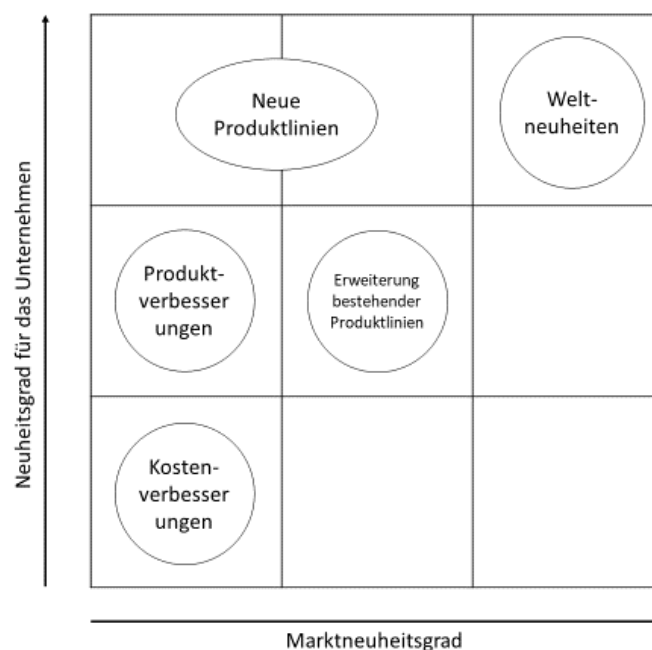 Neuheitsgrad für das Unternehmen
Neue
Produktlinien
Welt-
neuheiten
Produkt-
verbesser
ungen
Erweiterung
bestehender
Produktlinien
Kosten-
verbesser
ungen
Marktneuheitsgrad